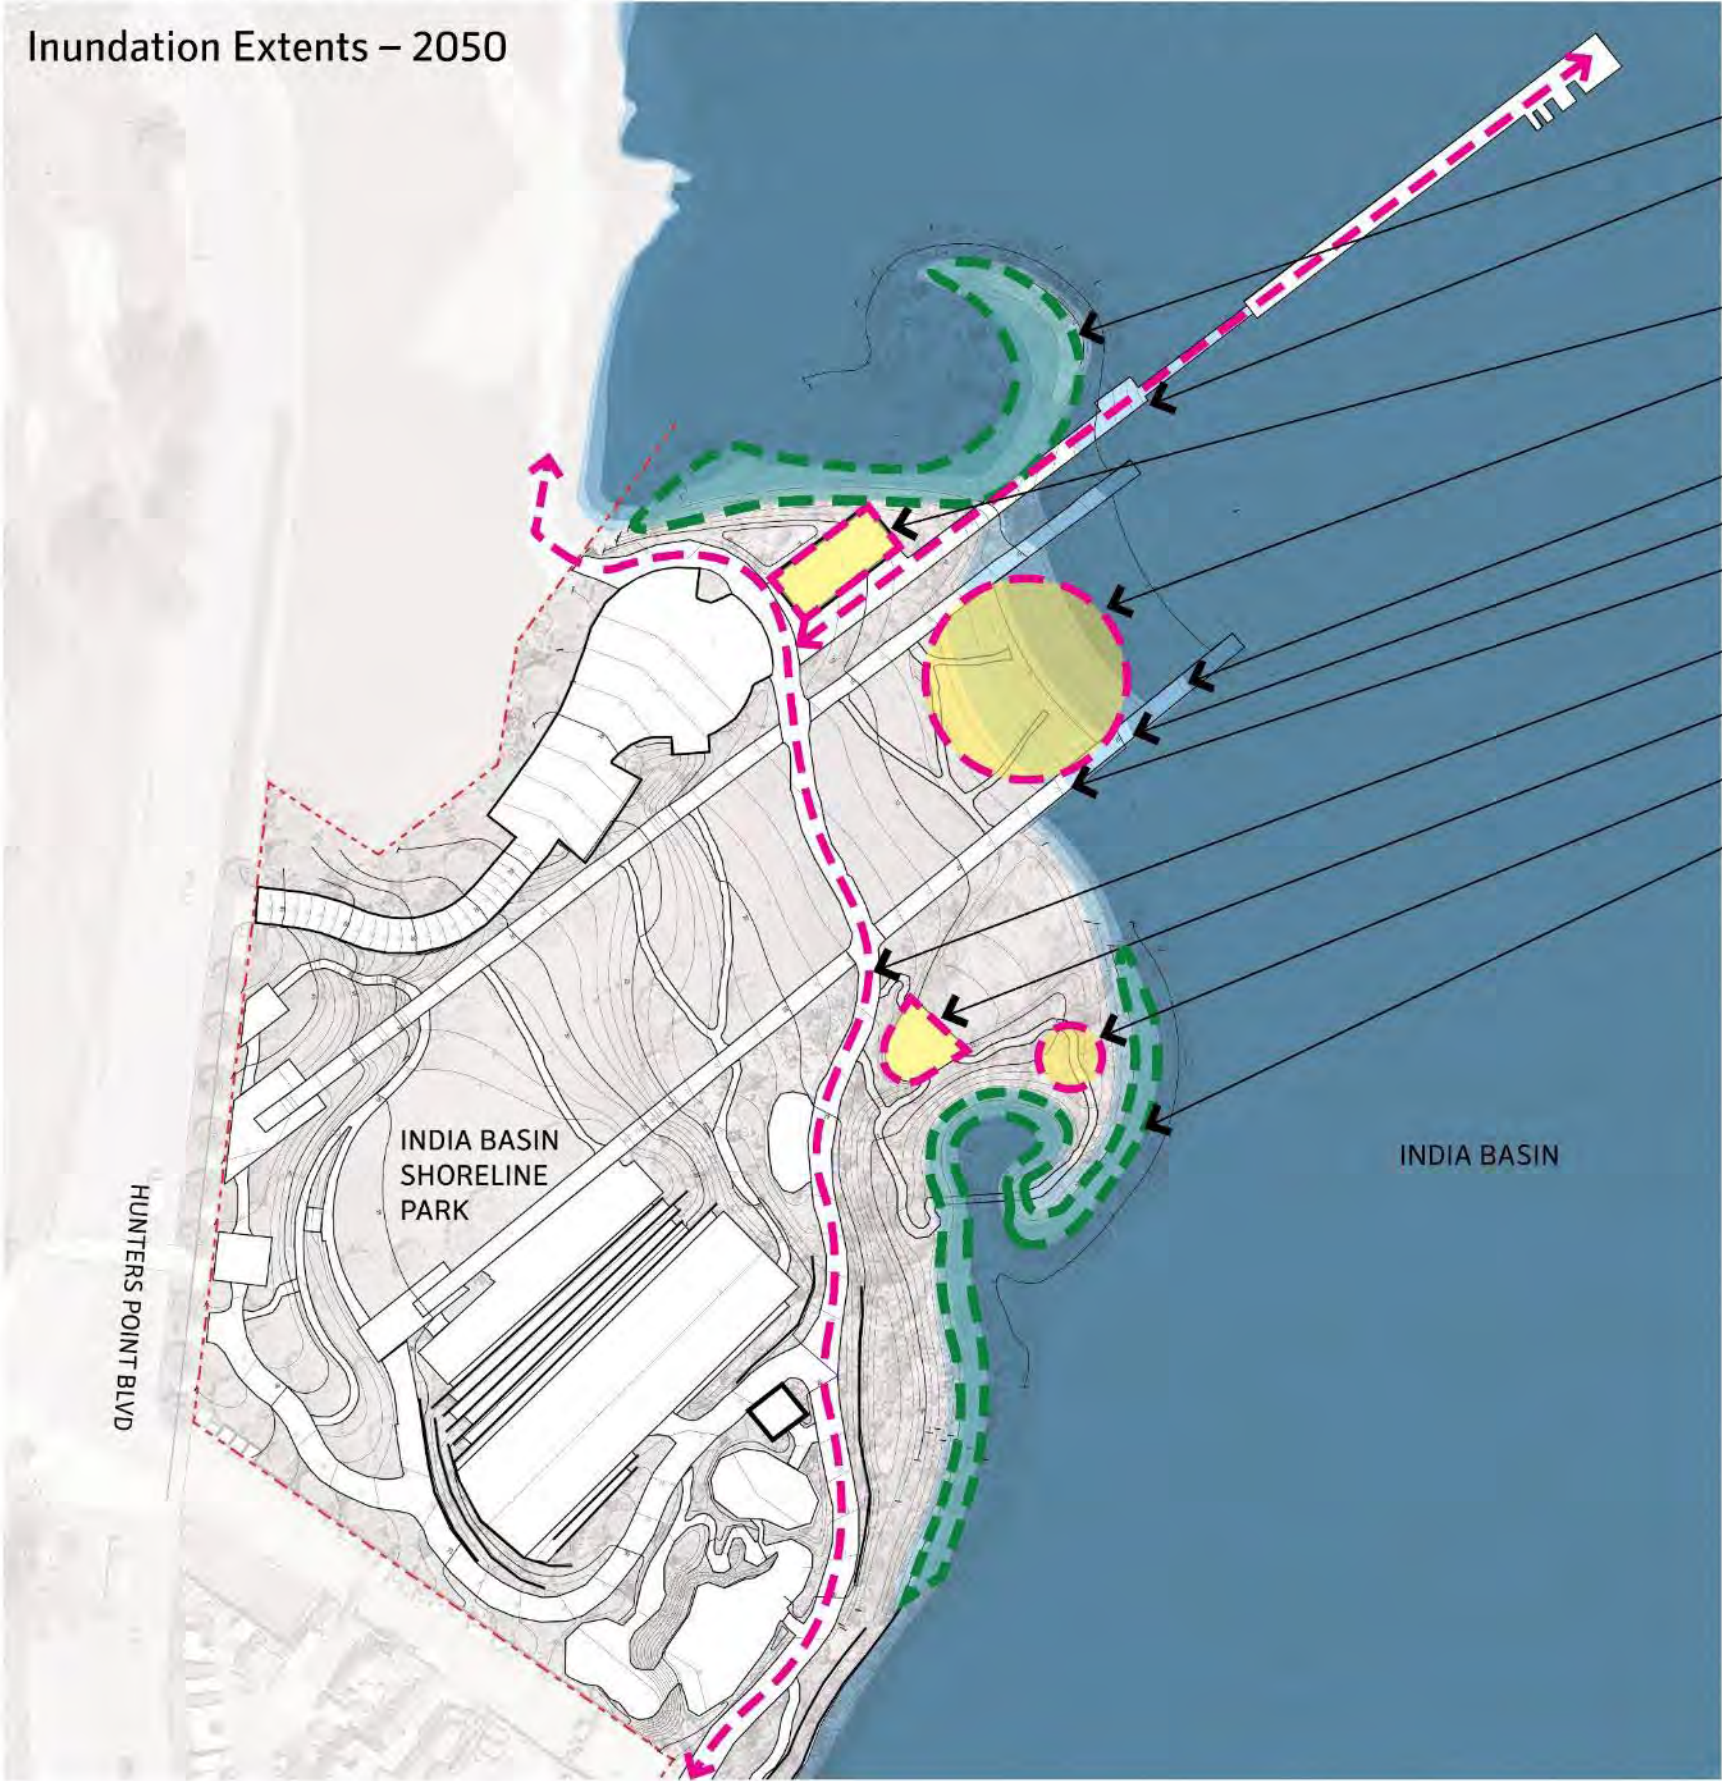 Inundation Extents – 2050
INDIA BASIN
SHORELINE
PARK
INDIA BASIN
HUNTERS POINT BLVD